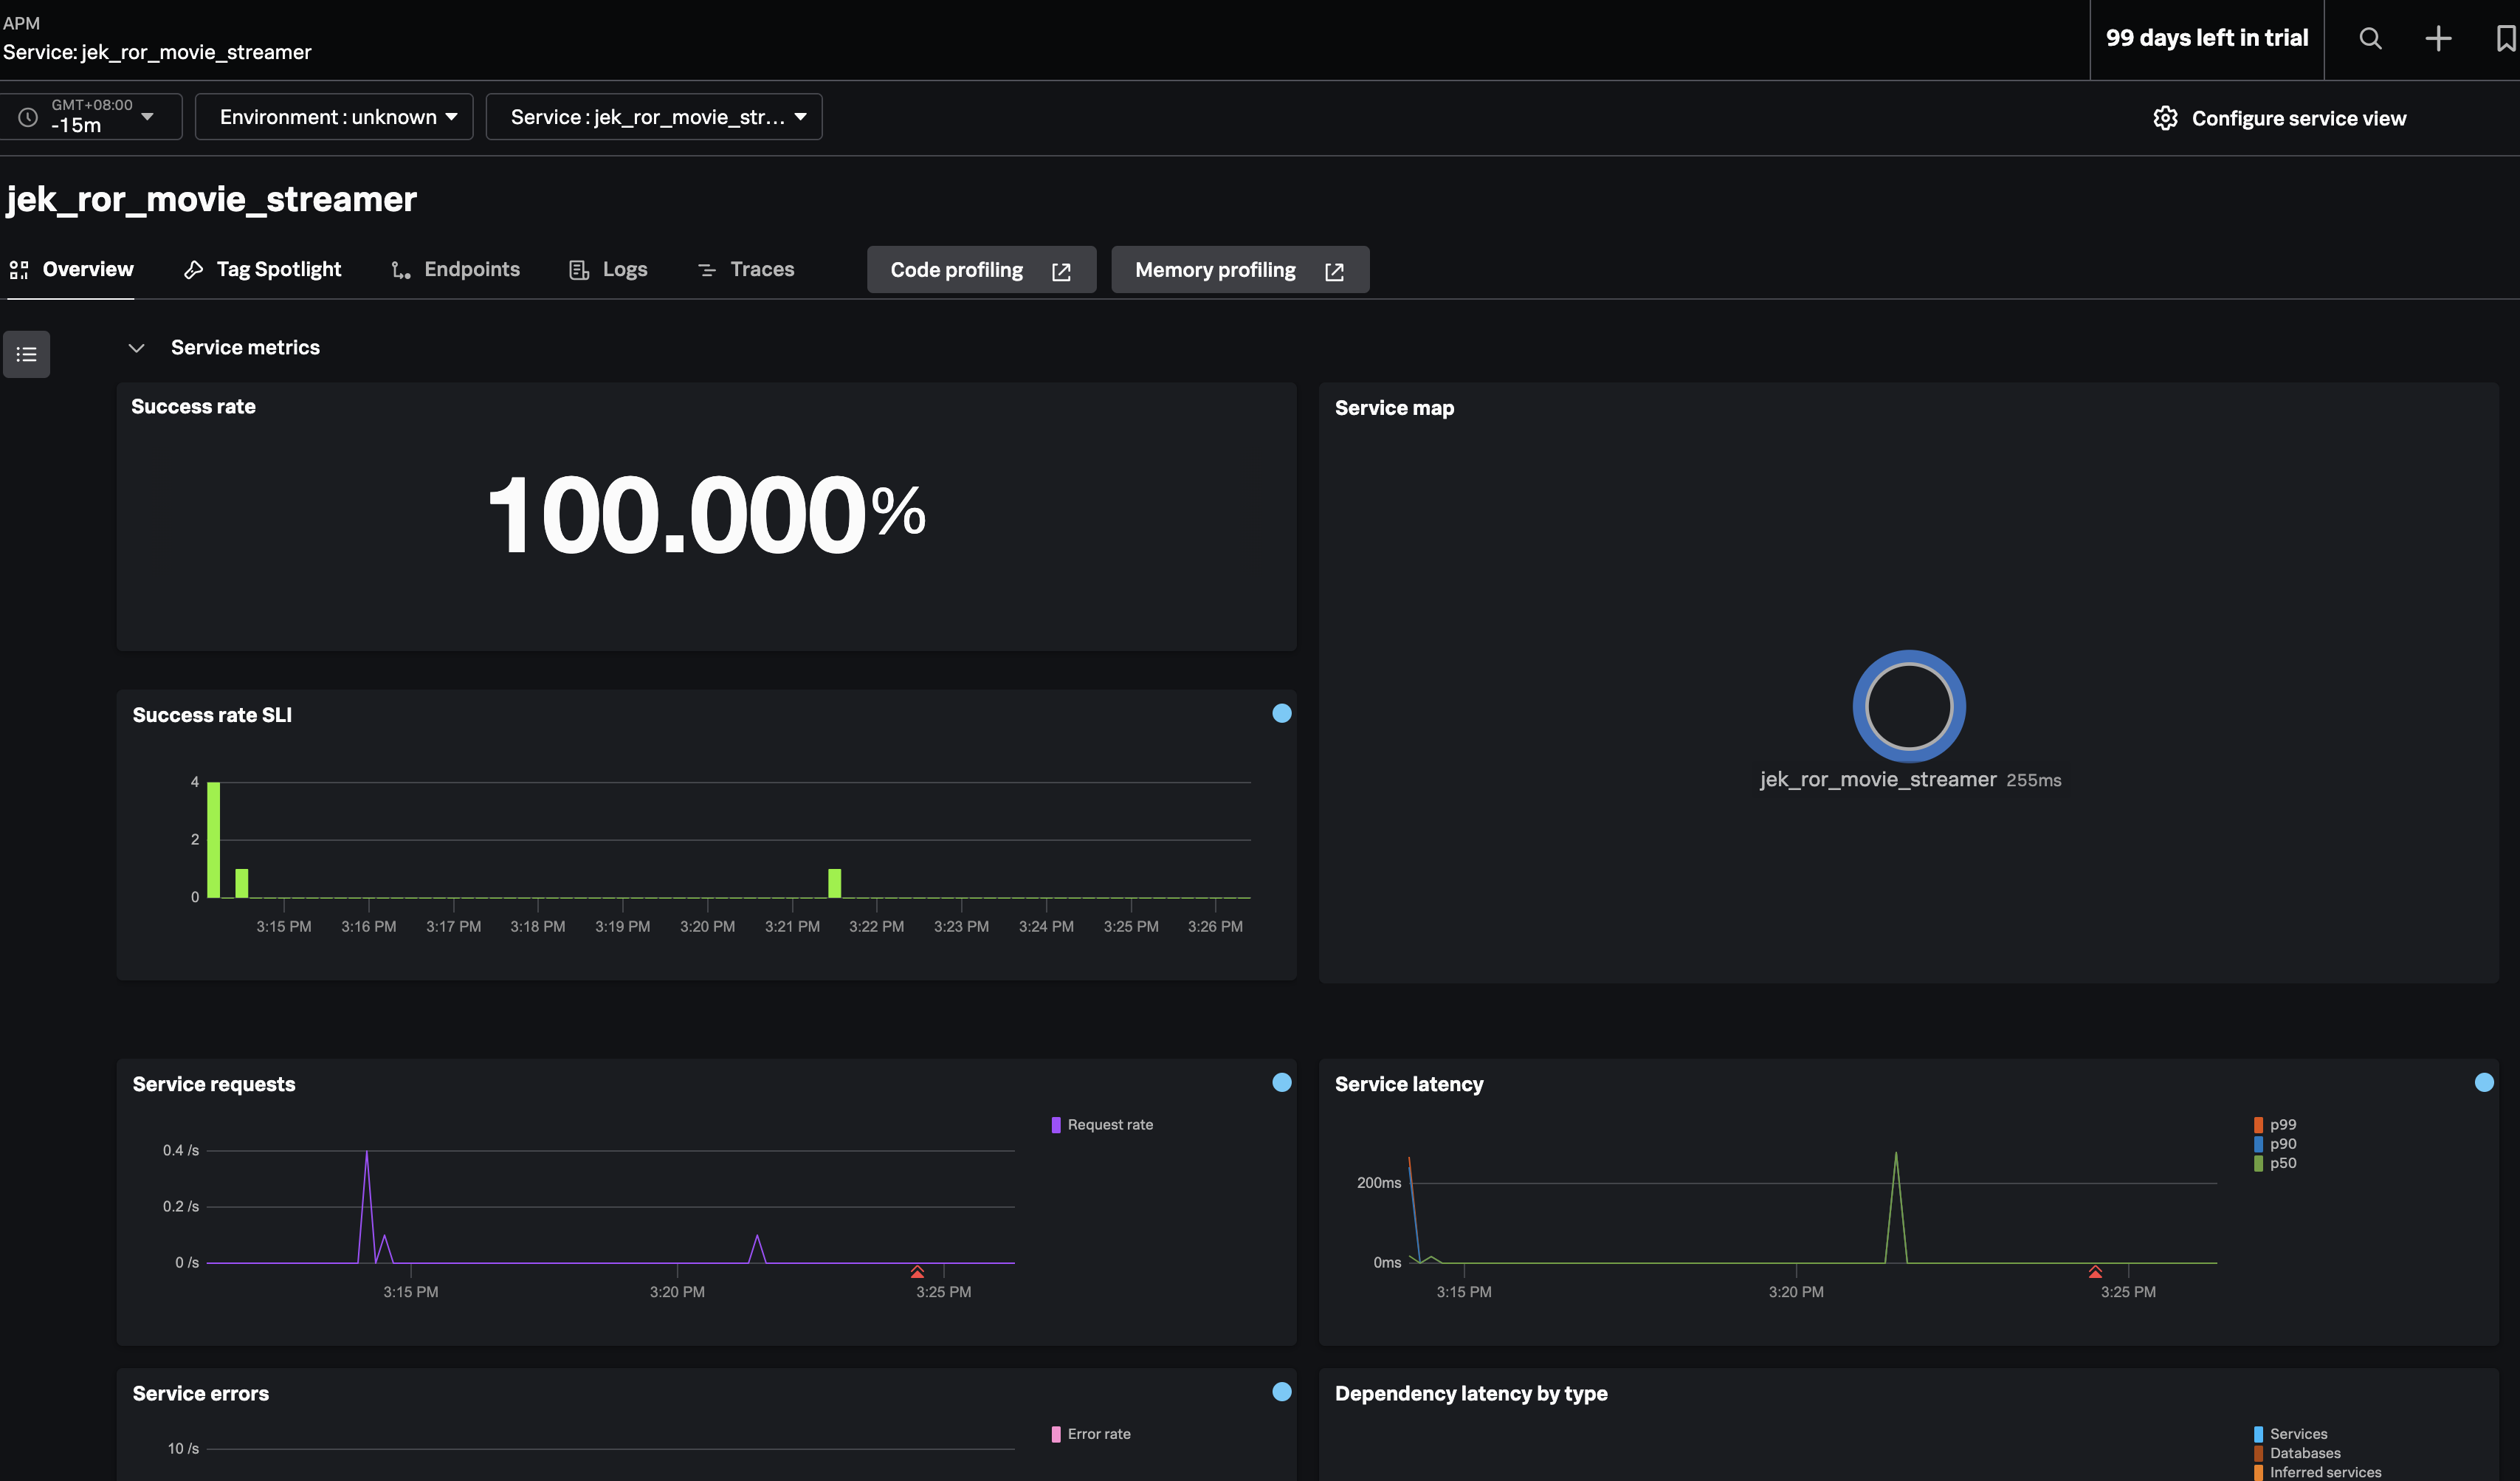 APM
Service: jek_ror_movie_streamer
99 days left in trial
GMT+08:00
-15m
Environment : unknown
Service : jek_ror_movie_str...
Configure service view
jek_ror_movie_streamer
Overview
Tag Spotlight
Endpoints
Logs
Traces
Code profiling
Memory profiling
Service metrics
Success rate
100.000%
Service map
jek_ror_movie_streamer 255ms
Success rate SLI
4
2
0
3:15 PM 3:16 PM 3:17 PM 3:18 PM 3:19 PM 3:20 PM 3:21 PM 3:22 PM 3:23 PM 3:24 PM 3:25 PM 3:26 PM
Service requests
Request rate
0.4 /s
0.2 /s
0 /s
3:15 PM 3:20 PM 3:25 PM
Service latency
p99
p90
p50
200ms
0ms
3:15 PM 3:20 PM 3:25 PM
Service errors
Error rate
10 /s
Dependency latency by type
Services
Databases
Inferred services